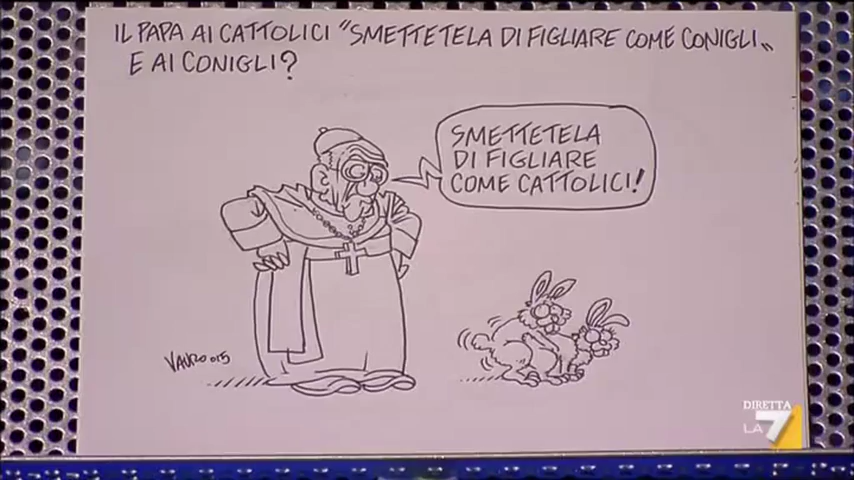 IL PAPA AI CATTOLICI "SMETTETELA DI FIGLIARE COME CONIGLI"
E AI CONIGLI?
SMETTETELA
DI FIGLIARE
COME CATTOLICI!
VAURO 015
DIRETTA
LA7